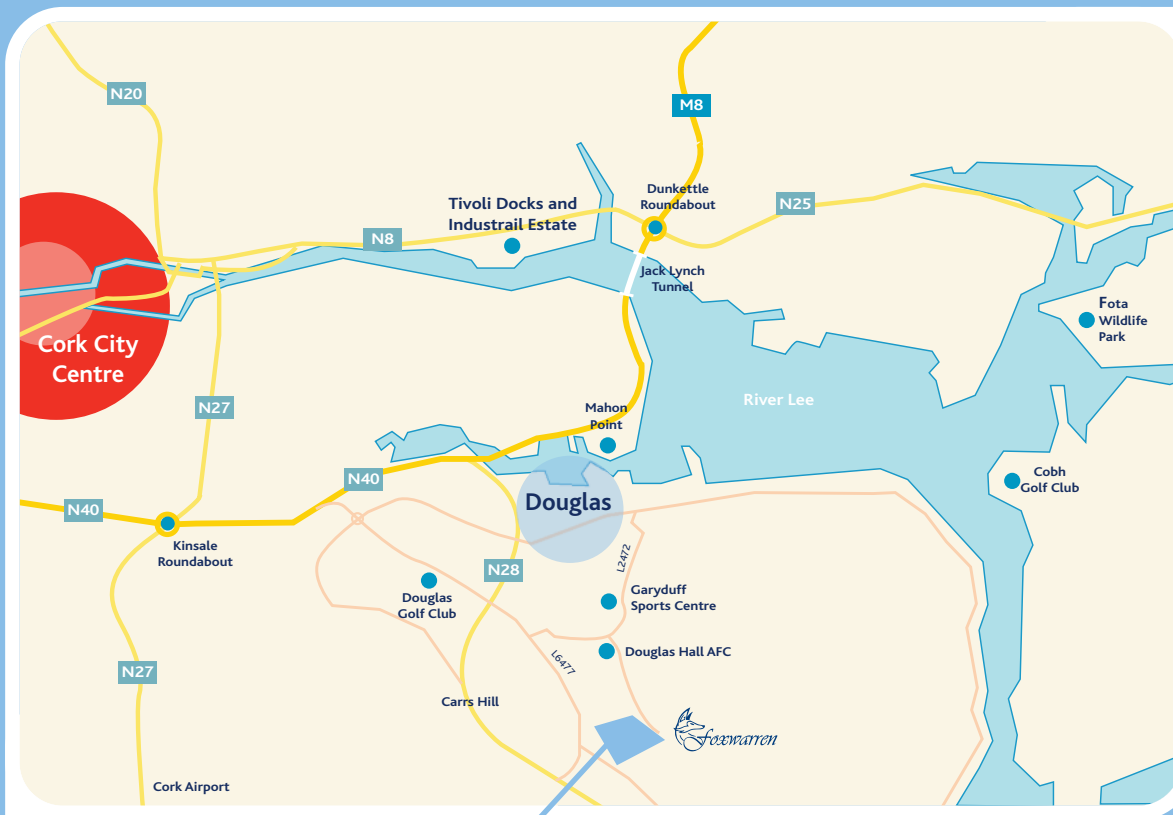 N20
M8
Dunkettle
Roundabout
N25
Tivoli Docks and
Industrail Estate
N8
Jack Lynch
Tunnel
Fota
Wildlife
Park
Cork City
Centre
River Lee
N27
Mahon
Point
N40
Cobh
Golf Club
Douglas
N40
Kinsale
Roundabout
L2472
N28
Douglas
Golf Club
Garyduff
Sports Centre
Douglas Hall AFC
L6477
N27
Carrs Hill
Foxwarren
Cork Airport